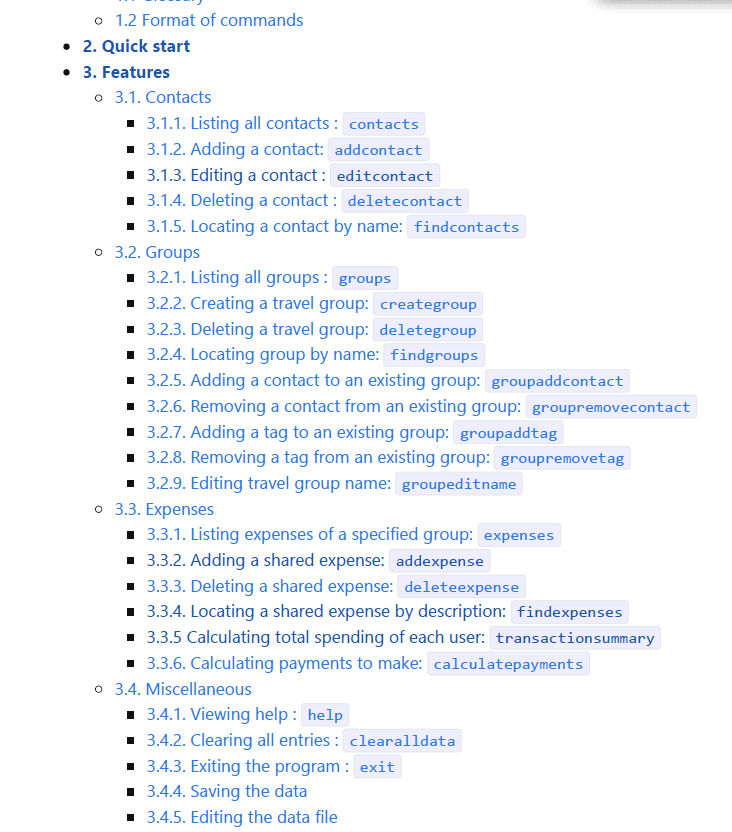 1.2 Format of commands
2. Quick start
3. Features
3.1. Contacts
3.1.1. Listing all contacts : contacts
3.1.2. Adding a contact: addcontact
3.1.3. Editing a contact : editcontact
3.1.4. Deleting a contact : deletecontact
3.1.5. Locating a contact by name: findcontacts
3.2. Groups
3.2.1. Listing all groups : groups
3.2.2. Creating a travel group: creategroup
3.2.3. Deleting a travel group: deletegroup
3.2.4. Locating group by name: findgroups
3.2.5. Adding a contact to an existing group: groupaddcontact
3.2.6. Removing a contact from an existing group: groupremovecontact
3.2.7. Adding a tag to an existing group: groupaddtag
3.2.8. Removing a tag from an existing group: groupremovetag
3.2.9. Editing travel group name: groupeditname
3.3. Expenses
3.3.1. Listing expenses of a specified group: expenses
3.3.2. Adding a shared expense: addexpense
3.3.3. Deleting a shared expense: deleteexpense
3.3.4. Locating a shared expense by description: findexpenses
3.3.5 Calculating total spending of each user: transactionsummary
3.3.6. Calculating payments to make: calculatepayments
3.4. Miscellaneous
3.4.1. Viewing help : help
3.4.2. Clearing all entries : clearalldata
3.4.3. Exiting the program : exit
3.4.4. Saving the data
3.4.5. Editing the data file